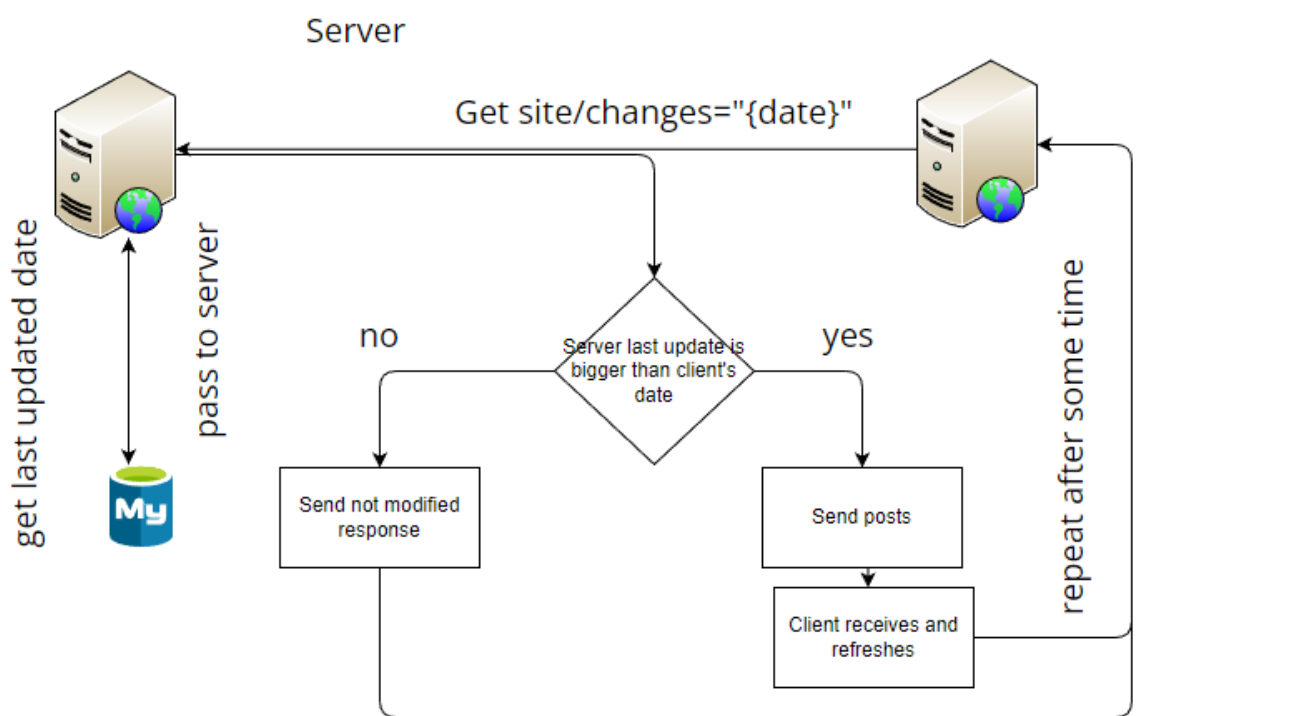 Server
Get site/changes="{date}"
get last updated date
pass to server
no
yes
Server last update is
bigger than client's
date
repeat after some time
My
Send not modified
response
Send posts
Client receives and
refreshes